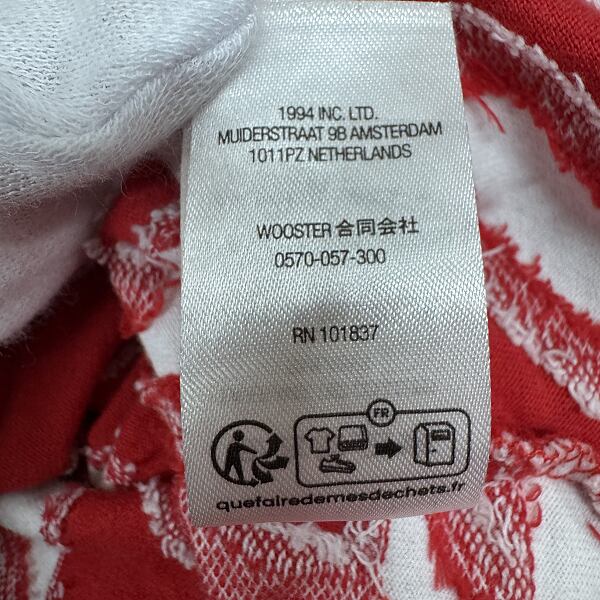 1994 INC. LTD.
MUIDERSTRAAT 9B AMSTERDAM
1011PZ NETHERLANDS
WOOSTER 合同会社
0570-057-300
RN 101837
FR
quefairedemesdechets.fr